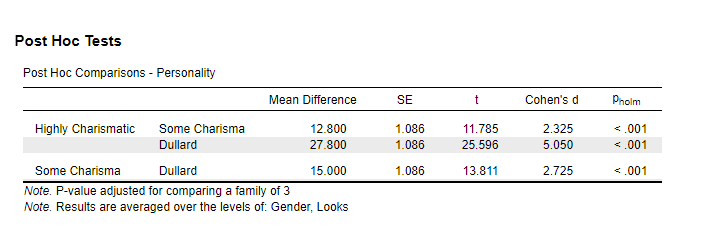 Post Hoc Tests
Post Hoc Comparisons - Personality
Mean Difference SE t Cohen's d pholm
Highly Charismatic Some Charisma 12.800 1.086 11.785 2.325 < .001
Dullard 27.800 1.086 25.596 5.050 < .001
Some Charisma Dullard 15.000 1.086 13.811 2.725 < .001
Note. P-value adjusted for comparing a family of 3
Note. Results are averaged over the levels of: Gender, Looks